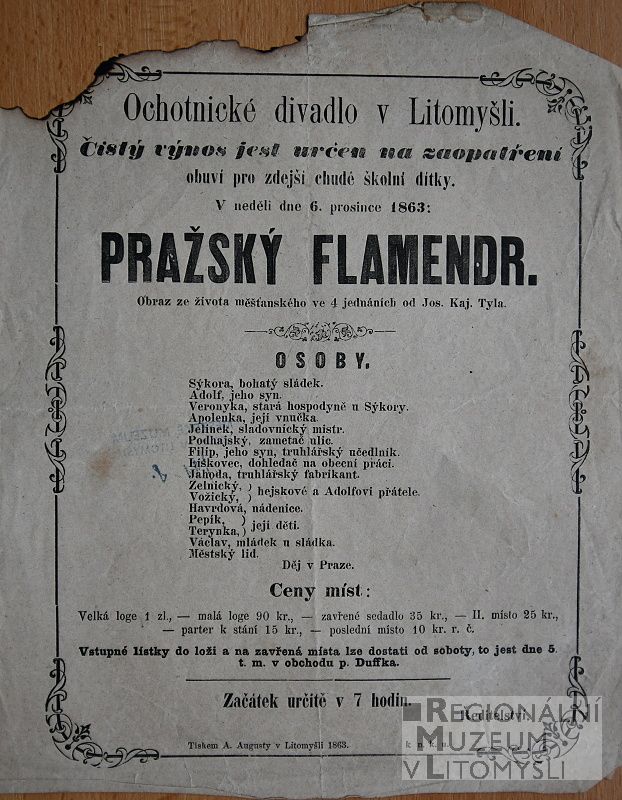 Ochotnické divadlo v Litomyšli.
Čistý výnos jest určen na zaopatření
obuví pro zdejší chudé školní dítky.
V neděli dne 6. prosince 1863:
PRAŽSKÝ FLAMENDR.
Obraz ze života měšťanského ve 4 jednáních od Jos. Kaj. Tyla.
OSOBY.
Sýkora, bohatý sládek.
Adolf, jeho syn.
Veronyka, stará hospodyně u Sýkory.
Apolenka, její vnučka.
Jelínek, sladovnický mistr.
Podhajský, zametač ulic.
Filip, jeho syn, truhlářský učedlník.
Liškovec, dohledač na obecní práci.
Jahoda, truhlářský fabrikant.
Zelnický, )
Vožický, ) hejskové a Adolfovi přátele.
Havrdová, nádenice.
Pepík, )
Terynka, ) její děti.
Václav, mládek u sládka.
Městský lid.
Děj v Praze.
Ceny míst:
Velká loge 1 zl., — malá loge 90 kr., — zavřené sedadlo 35 kr., — II. místo 25 kr.,
— parter k stání 15 kr., — poslední místo 10 kr. r. č.
Vstupné lístky do loží a na zavřená místa lze dostati od soboty, to jest dne 5.
t. m. v obchodu p. Duffka.
Začátek určitě v 7 hodin.
Ředitelství.
Tiskem A. Augusty v Litomyšli 1863.
k n. k. u.
REGIONÁLNÍ
MUZEUM
V LITOMYŠLI